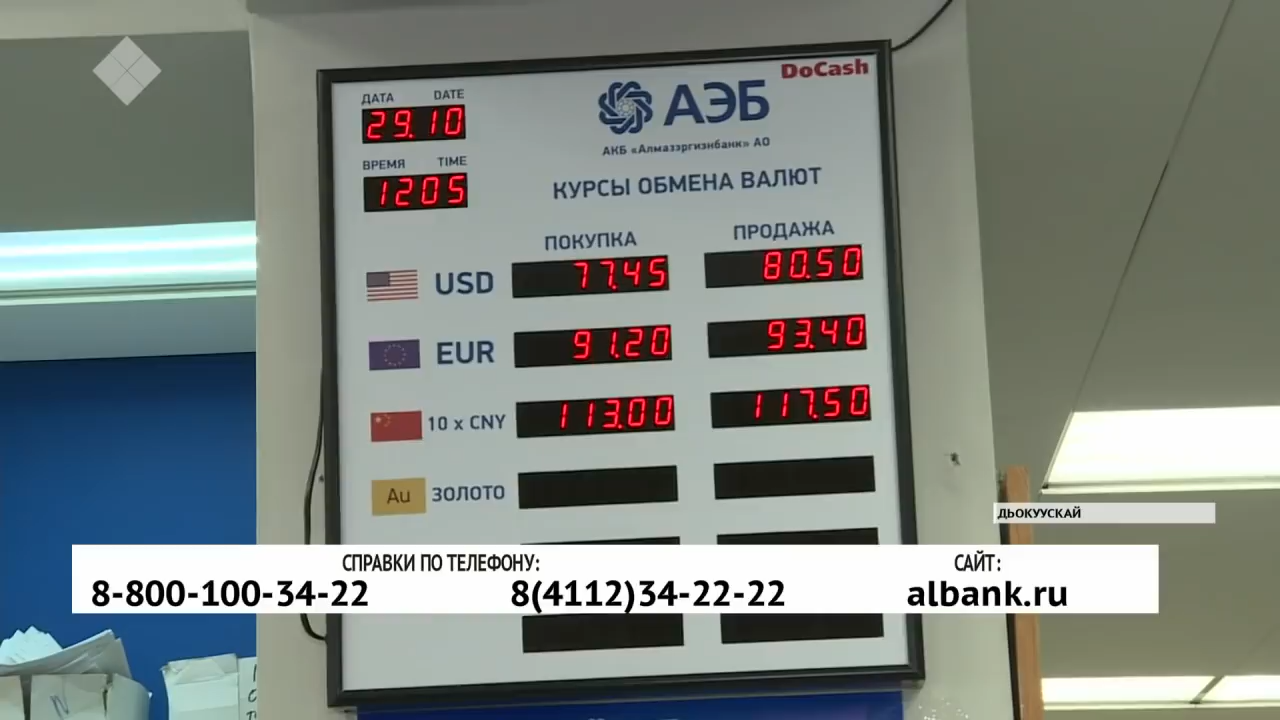 DoCash
ДАТА DATE
29.10
АЭБ
АКБ «Алмазэргиэнбанк» АО
ВРЕМЯ TIME
1205
КУРСЫ ОБМЕНА ВАЛЮТ
ПОКУПКА ПРОДАЖА
USD 77.45 80.50
EUR 91.20 93.40
10 x CNY 113.00 117.50
Au ЗОЛОТО
ДЬОКУУСКАЙ
СПРАВКИ ПО ТЕЛЕФОНУ: САЙТ:
8-800-100-34-22 8(4112)34-22-22 albank.ru